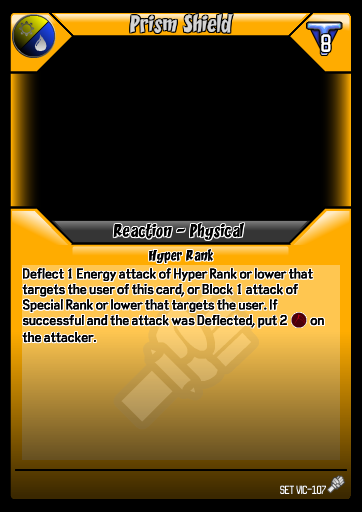 Prism Shield
8
Reaction - Physical
Hyper Rank
Deflect 1 Energy attack of Hyper Rank or lower that
targets the user of this card, or Block 1 attack of
Special Rank or lower that targets the user. If
successful and the attack was Deflected, put 2 on
the attacker.
SET VIC-107